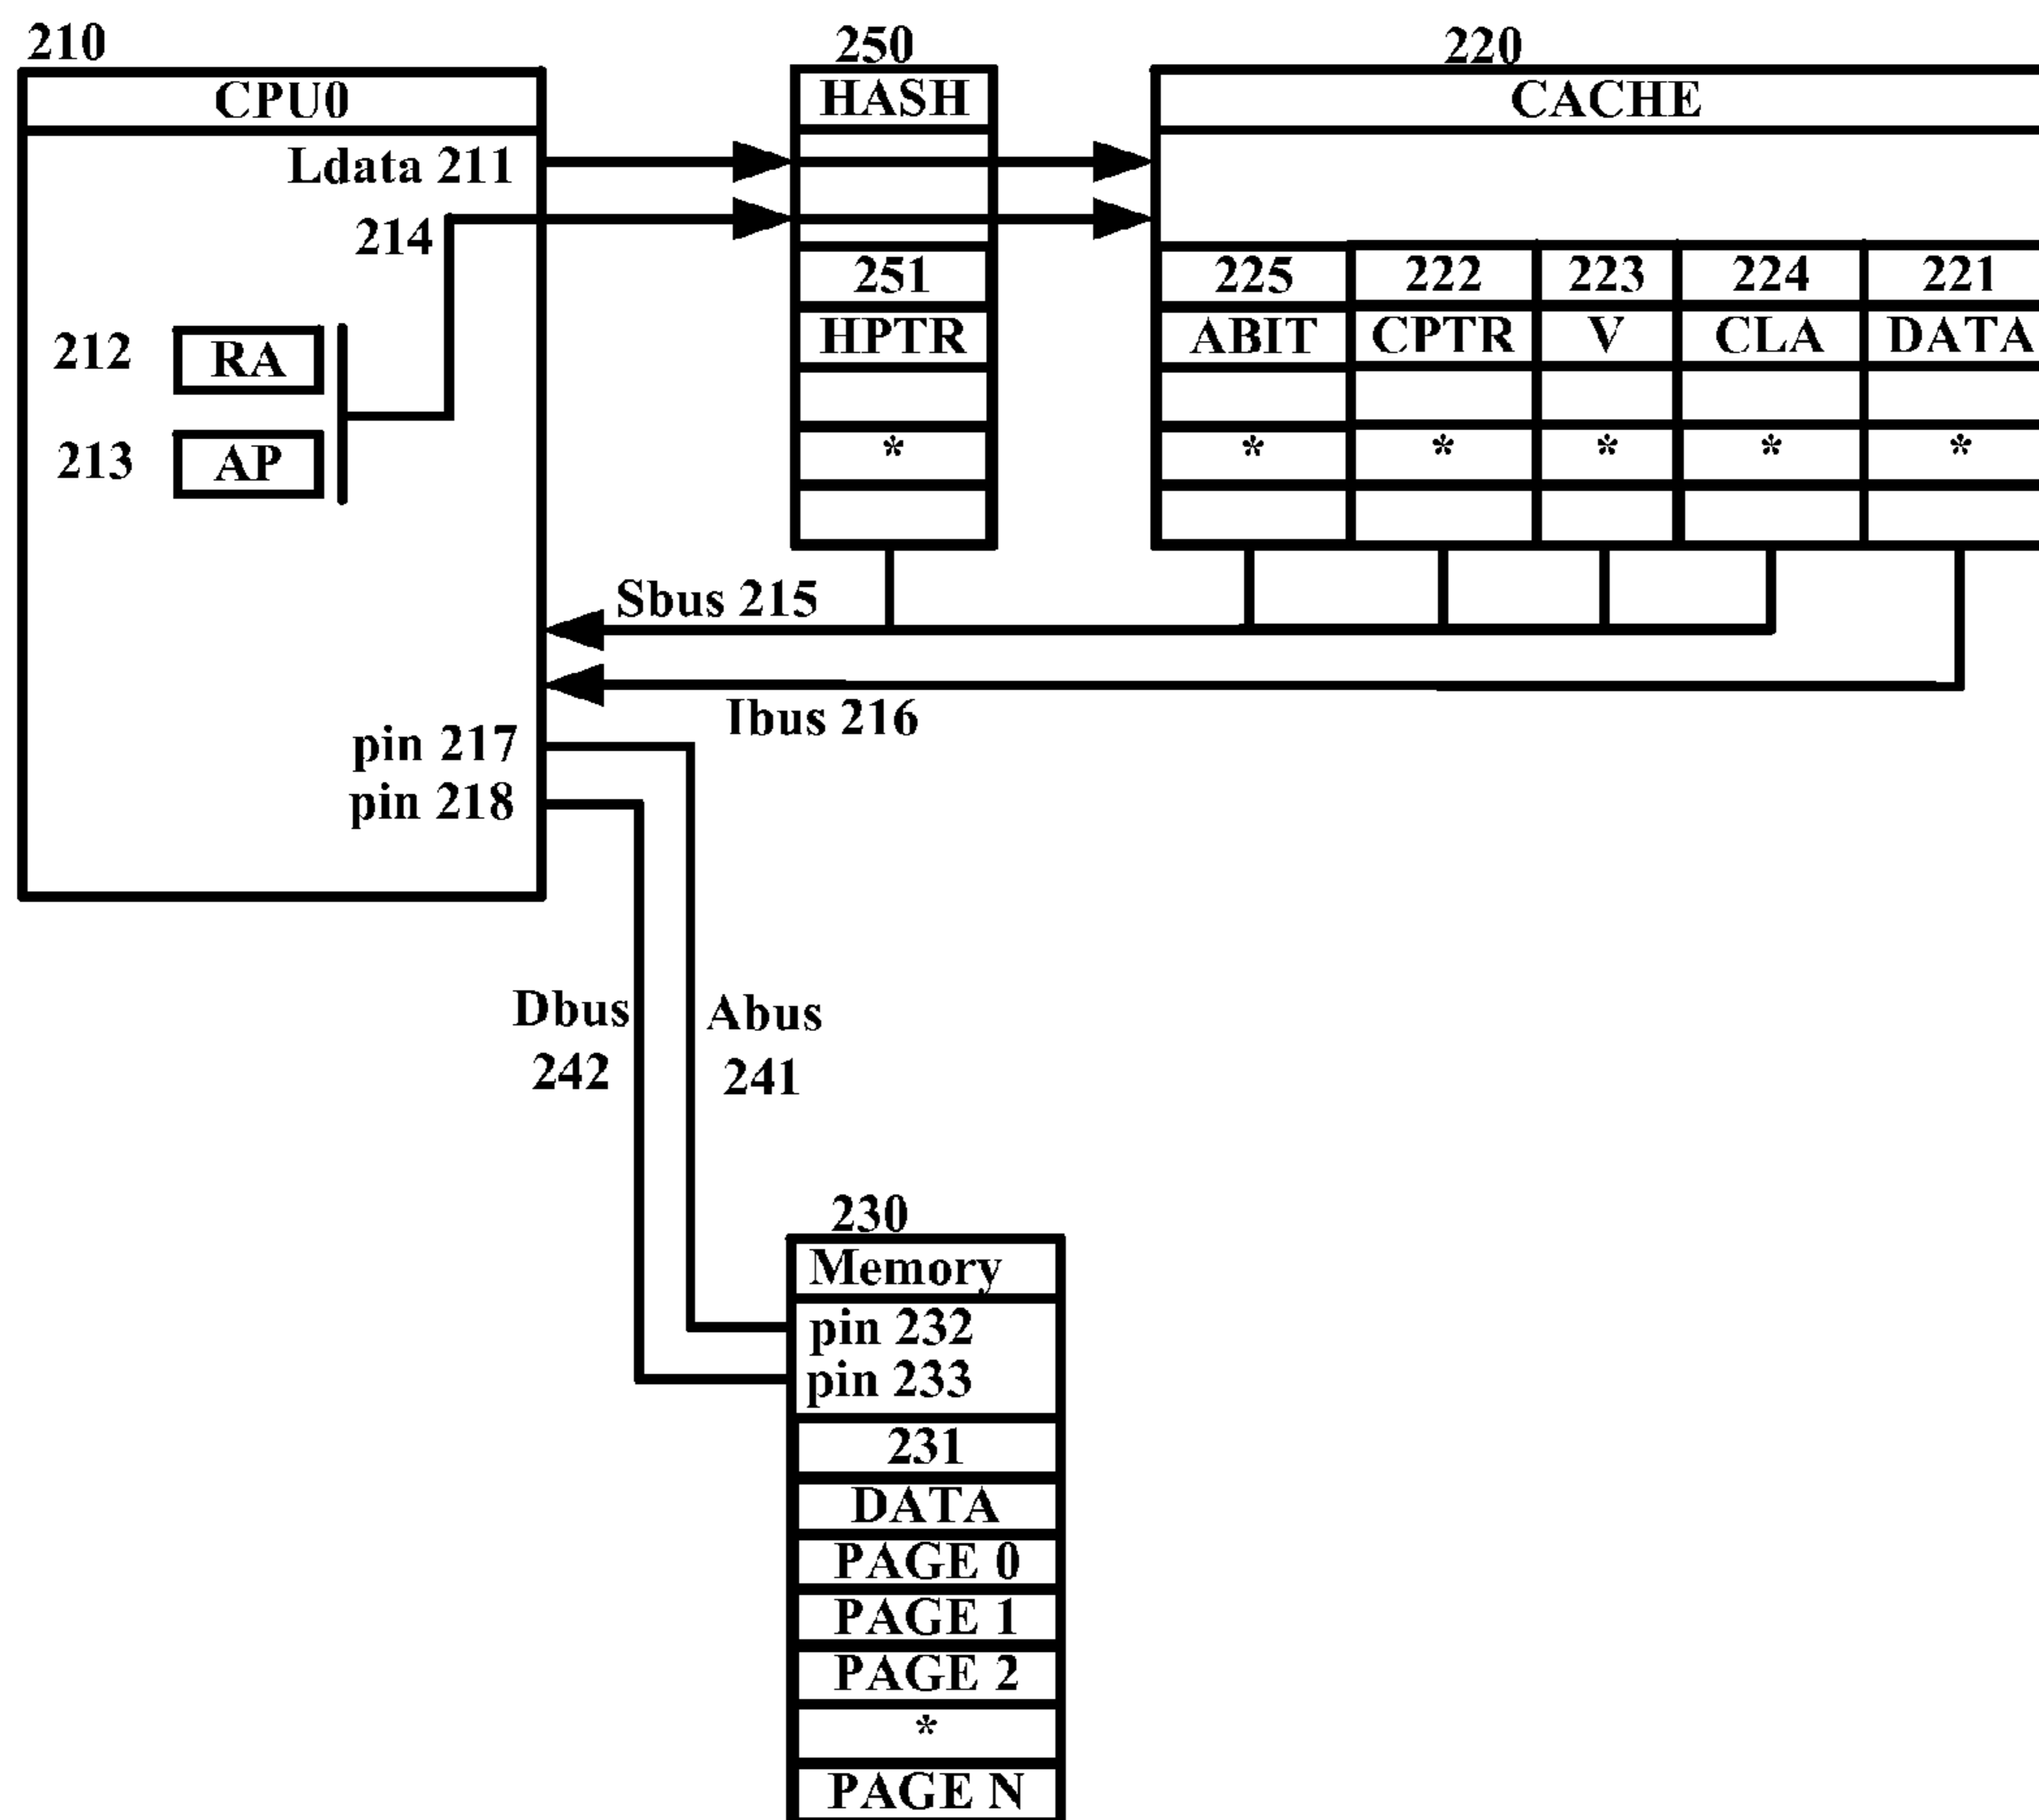 210
250
220
CPU0
HASH
CACHE
Ldata 211
214
251
225
222
223
224
221
212
RA
HPTR
ABIT
CPTR
V
CLA
DATA
213
AP
*
*
*
*
*
*
Sbus 215
Ibus 216
pin 217
pin 218
Dbus
242
Abus
241
230
Memory
pin 232
pin 233
231
DATA
PAGE 0
PAGE 1
PAGE 2
*
PAGE N